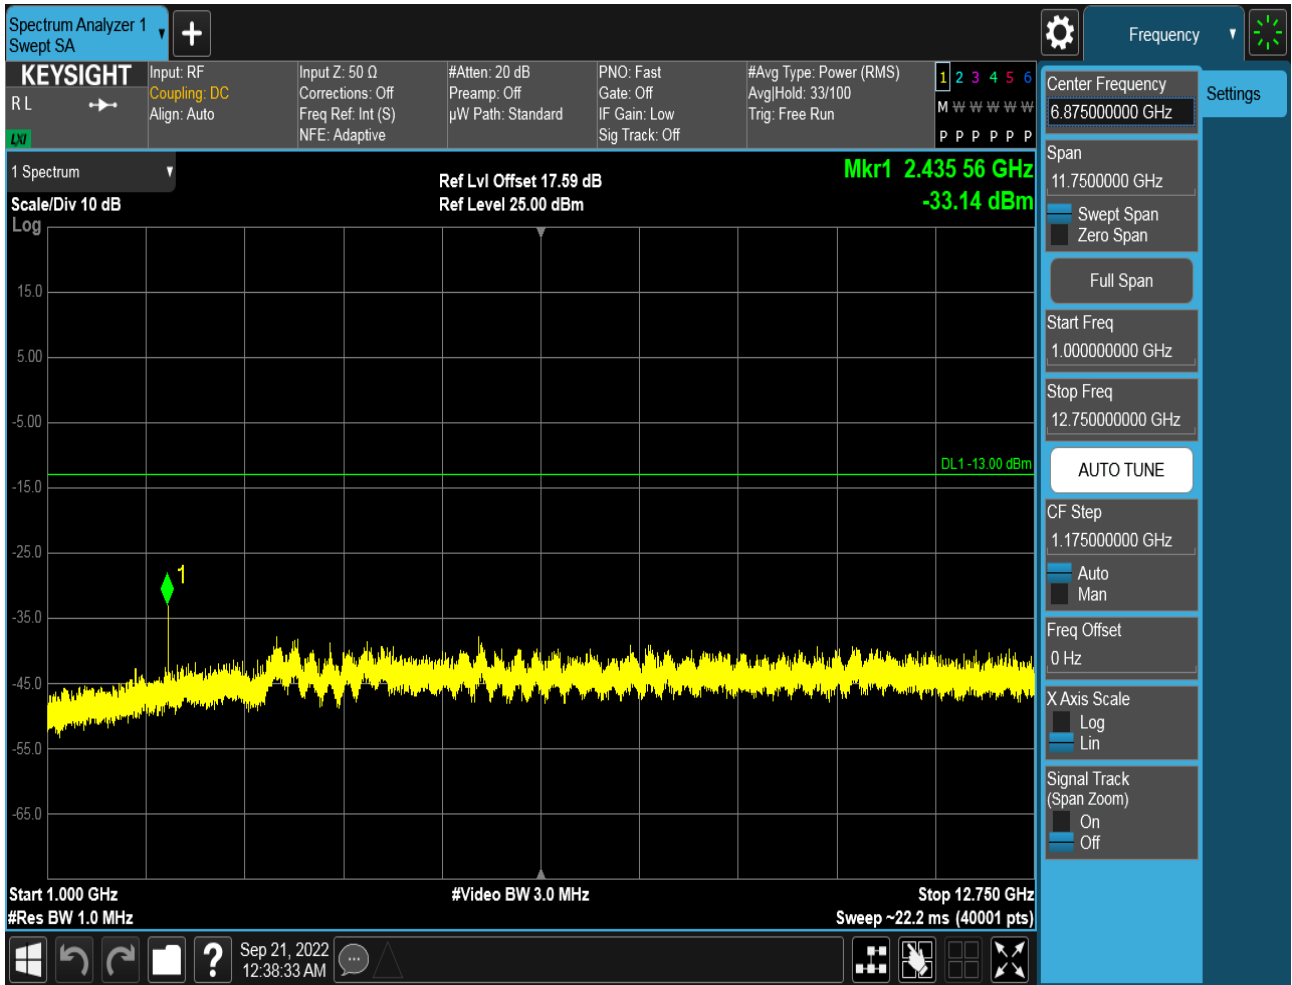 Spectrum Analyzer 1
Swept SA
Frequency
KEYSIGHT
R L
LXI
Input: RF
Coupling: DC
Align: Auto
Input Z: 50 Ω
Corrections: Off
Freq Ref: Int (S)
NFE: Adaptive
#Atten: 20 dB
Preamp: Off
µW Path: Standard
PNO: Fast
Gate: Off
IF Gain: Low
Sig Track: Off
#Avg Type: Power (RMS)
Avg|Hold: 33/100
Trig: Free Run
1 2 3 4 5 6
M W W W W W
P P P P P P
1 Spectrum
Scale/Div 10 dB
Log
Ref Lvl Offset 17.59 dB
Ref Level 25.00 dBm
Mkr1 2.435 56 GHz
-33.14 dBm
15.0
5.00
-5.00
DL1 -13.00 dBm
-15.0
-25.0
1
-35.0
-45.0
-55.0
-65.0
Start 1.000 GHz
#Res BW 1.0 MHz
#Video BW 3.0 MHz
Stop 12.750 GHz
Sweep ~22.2 ms (40001 pts)
Center Frequency
6.875000000 GHz
Settings
Span
11.7500000 GHz
Swept Span
Zero Span
Full Span
Start Freq
1.000000000 GHz
Stop Freq
12.750000000 GHz
AUTO TUNE
CF Step
1.175000000 GHz
Auto
Man
Freq Offset
0 Hz
X Axis Scale
Log
Lin
Signal Track
(Span Zoom)
On
Off
?
Sep 21, 2022
12:38:33 AM